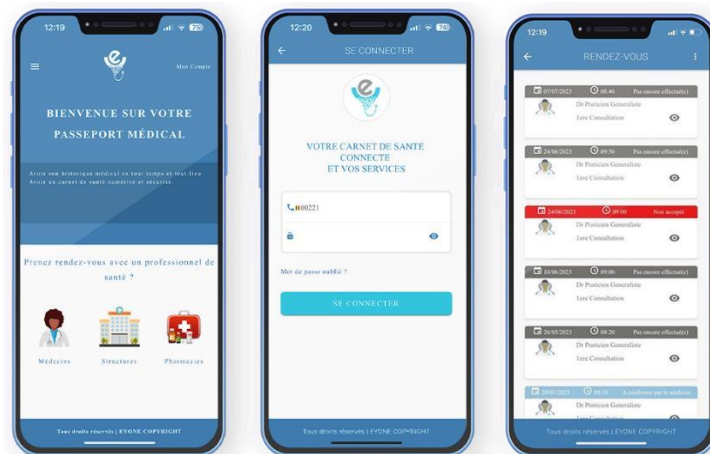 12:19
Mon Compte
BIENVENUE SUR VOTRE
PASSEPORT MÉDICAL
Avoir son historique médical en tout temps et tout lieu
Avoir un carnet de santé numérisé et sécurisé.
Prenez rendez-vous avec un professionnel de
santé ?
Médecins Structures Pharmacies
Tous droits réservés | EYONE COPYRIGHT
12:20
SE CONNECTER
VOTRE CARNET DE SANTE
CONNECTE
ET VOS SERVICES
00221
Mot de passe oublié ?
SE CONNECTER
Tous droits réservés | EYONE COPYRIGHT
12:19
RENDEZ-VOUS
07/07/2023 08:40 Pas encore effectué(e)
Dr Praticien Generaliste
1ere Consultation
24/06/2023 09:30 Pas encore effectué(e)
Dr Praticien Generaliste
1ere Consultation
24/06/2023 09:00 Non accepté
Dr Praticien Generaliste
1ere Consultation
10/06/2023 09:00 Pas encore effectué(e)
Dr Praticien Generaliste
1ere Consultation
26/05/2023 08:20 Pas encore effectué(e)
Dr Praticien Generaliste
1ere Consultation
Dr Praticien Generaliste
1ere Consultation
Tous droits réservés | EYONE COPYRIGHT